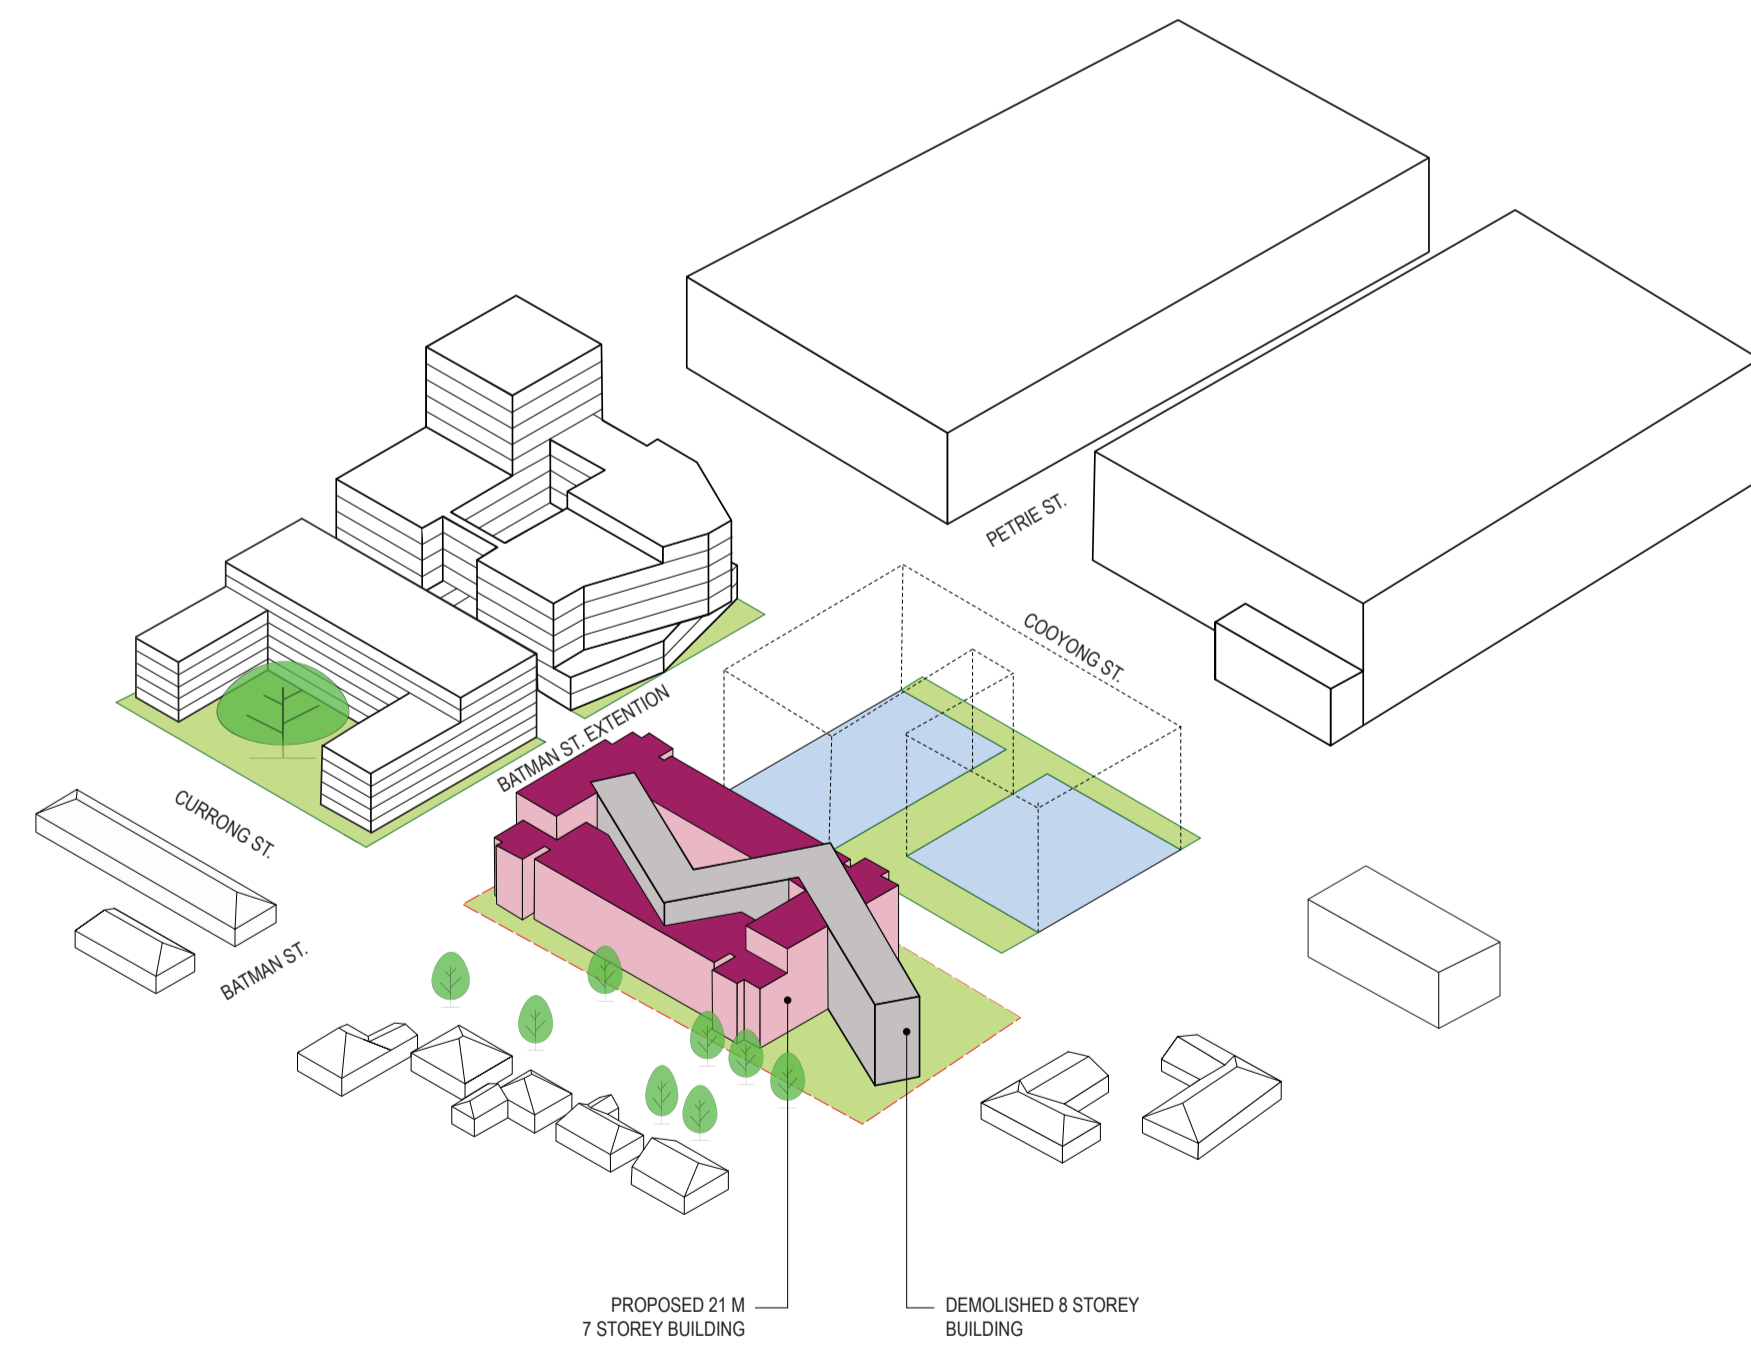 PETRIE ST.
COOYONG ST.
BATMAN ST. EXTENTION
CURRONG ST.
BATMAN ST.
PROPOSED 21 M
7 STOREY BUILDING
DEMOLISHED 8 STOREY
BUILDING